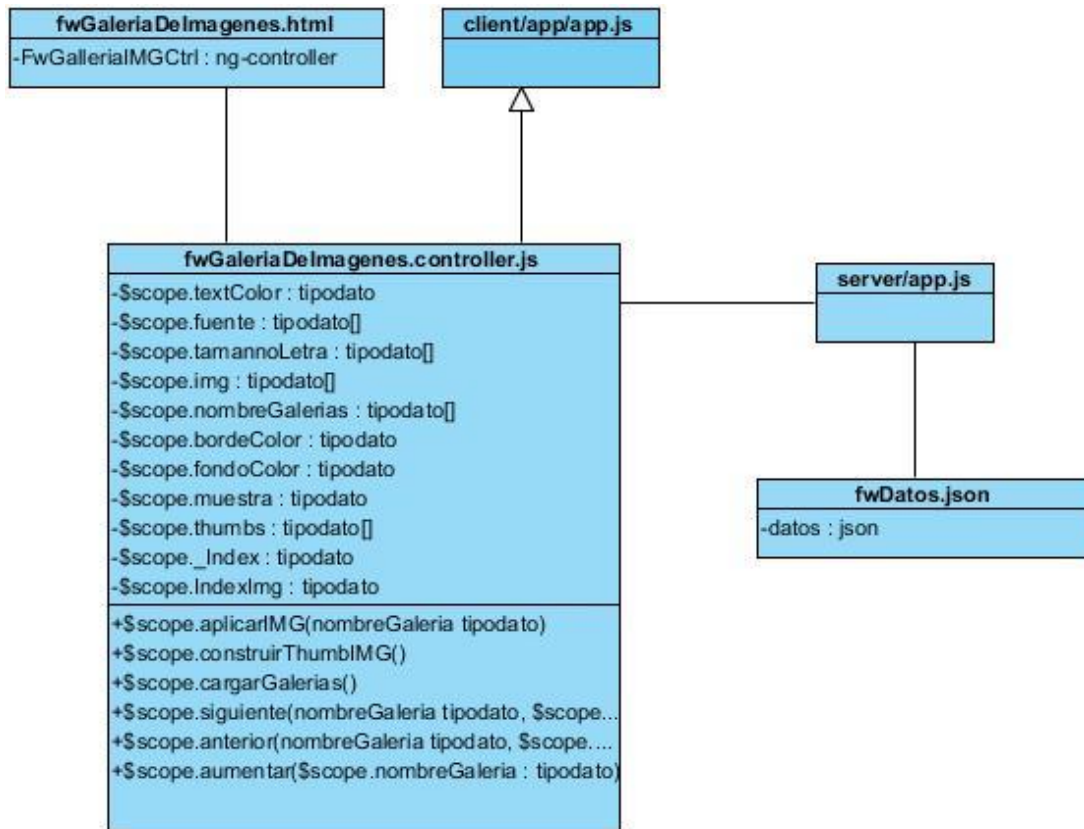 fwGaleriaDeImagenes.html
-FwGallerialMGCtrl : ng-controller
client/app/app.js
fwGaleriaDeImagenes.controller.js
-$scope.textColor : tipodato
-$scope.fuente : tipodato[]
-$scope.tamannoLetra : tipodato[]
-$scope.img : tipodato[]
-$scope.nombreGalerias : tipodato[]
-$scope.bordeColor : tipodato
-$scope.fondoColor : tipodato
-$scope.muestra : tipodato
-$scope.thumbs : tipodato[]
-$scope._Index : tipodato
-$scope.IndexImg : tipodato
+$scope.aplicarIMG(nombreGaleria tipodato)
+$scope.construirThumbIMG()
+$scope.cargarGalerias()
+$scope.siguiente(nombreGaleria tipodato, $scope...
+$scope.anterior(nombreGaleria tipodato, $scope....
+$scope.aumentar($scope.nombreGaleria : tipodato)
server/app.js
fwDatos.json
-datos : json